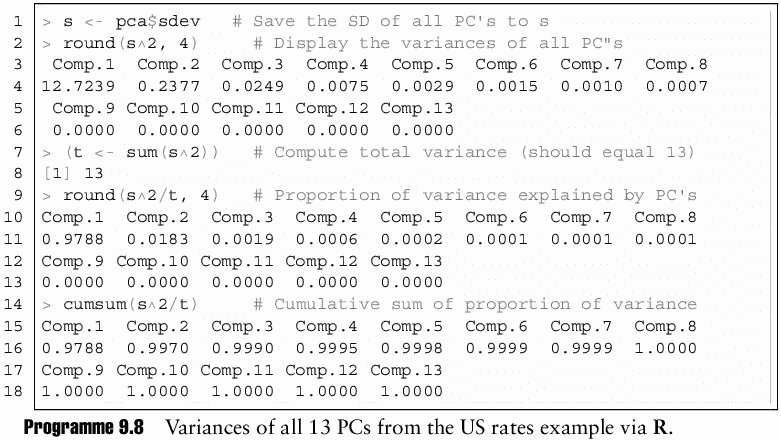 1 > s <- pca$sdev # Save the SD of all PC's to s
2 > round(s^2, 4) # Display the variances of all PC"s
3 Comp.1 Comp.2 Comp.3 Comp.4 Comp.5 Comp.6 Comp.7 Comp.8
4 12.7239 0.2377 0.0249 0.0075 0.0029 0.0015 0.0010 0.0007
5 Comp.9 Comp.10 Comp.11 Comp.12 Comp.13
6 0.0000 0.0000 0.0000 0.0000 0.0000
7 > (t <- sum(s^2)) # Compute total variance (should equal 13)
8 [1] 13
9 > round(s^2/t, 4) # Proportion of variance explained by PC's
10 Comp.1 Comp.2 Comp.3 Comp.4 Comp.5 Comp.6 Comp.7 Comp.8
11 0.9788 0.0183 0.0019 0.0006 0.0002 0.0001 0.0001 0.0001
12 Comp.9 Comp.10 Comp.11 Comp.12 Comp.13
13 0.0000 0.0000 0.0000 0.0000 0.0000
14 > cumsum(s^2/t) # Cumulative sum of proportion of variance
15 Comp.1 Comp.2 Comp.3 Comp.4 Comp.5 Comp.6 Comp.7 Comp.8
16 0.9788 0.9970 0.9990 0.9995 0.9998 0.9999 0.9999 1.0000
17 Comp.9 Comp.10 Comp.11 Comp.12 Comp.13
18 1.0000 1.0000 1.0000 1.0000 1.0000
Programme 9.8 Variances of all 13 PCs from the US rates example via R.